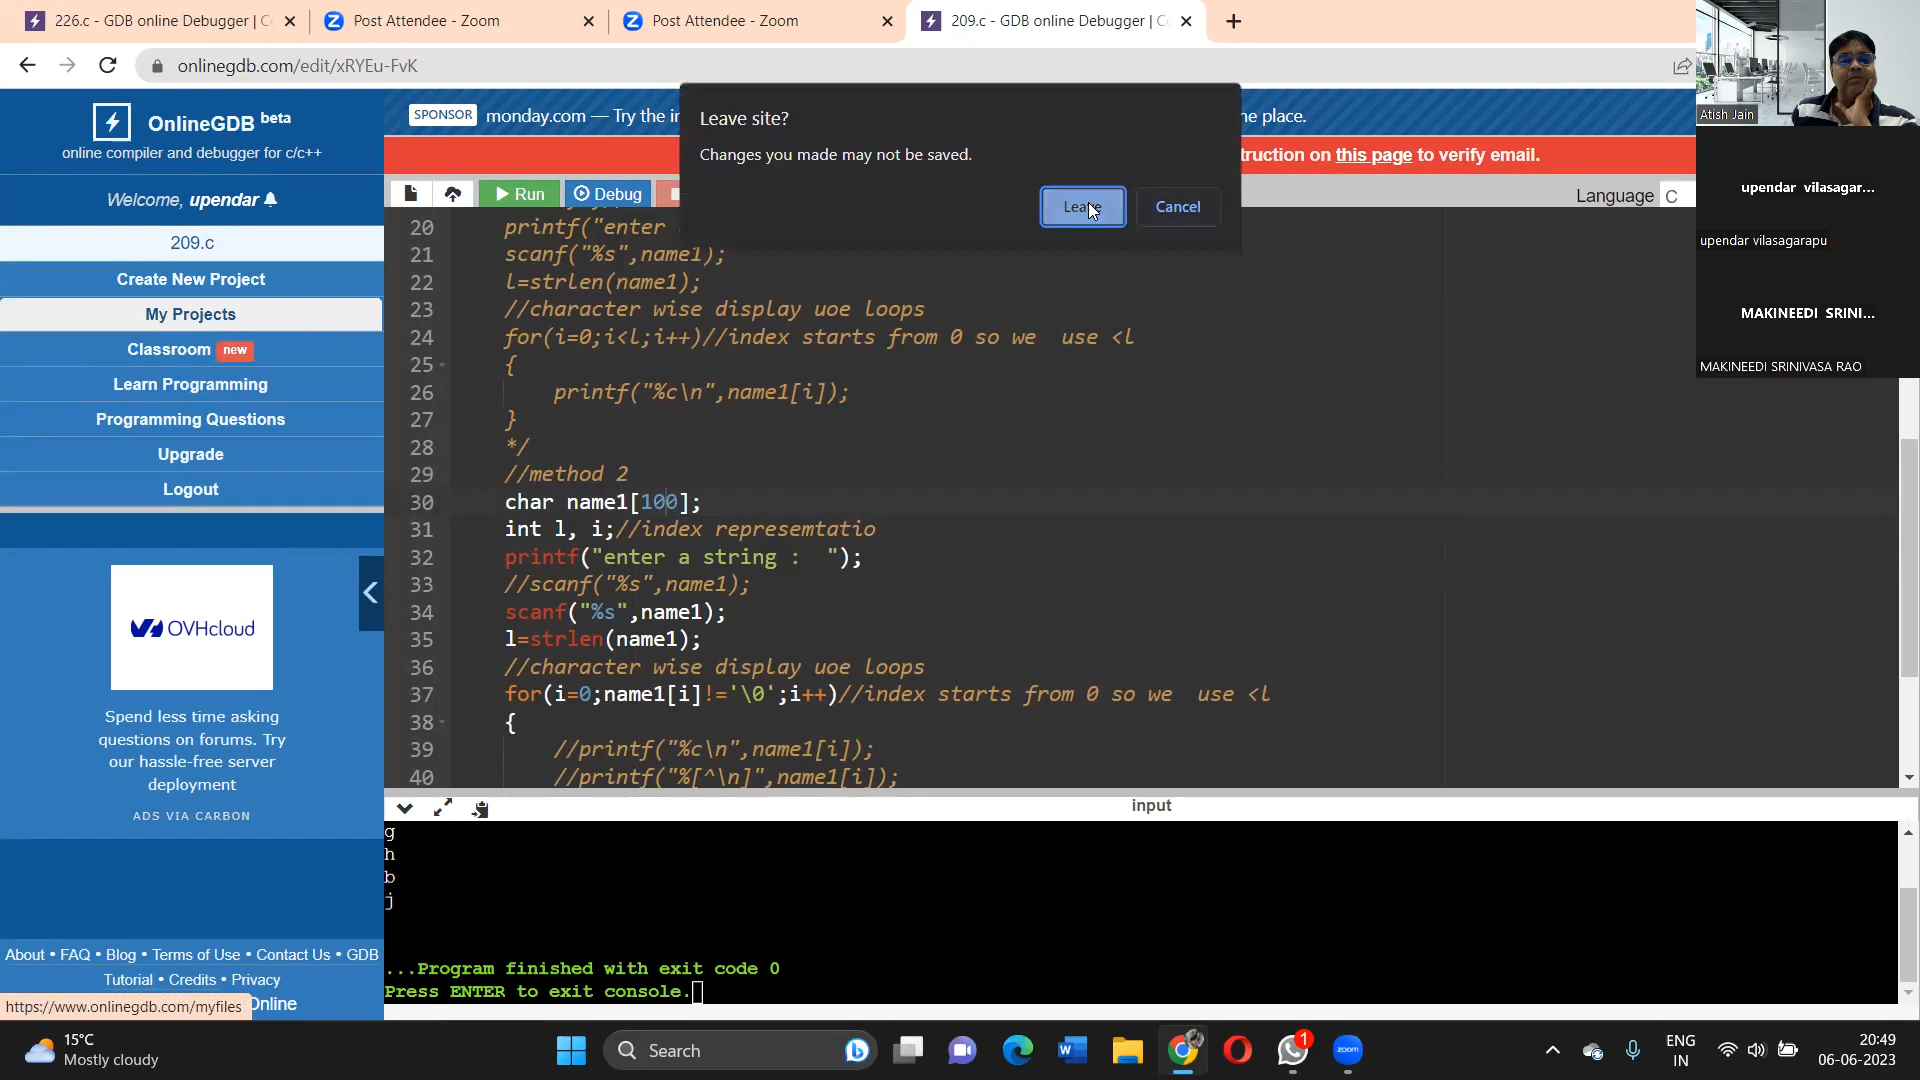 226.c - GDB online Debugger | C
Post Attendee - Zoom
Post Attendee - Zoom
209.c - GDB online Debugger | C
onlinegdb.com/edit/xRYEu-FvK
OnlineGDB beta
online compiler and debugger for c/c++
Welcome, upendar
209.c
Create New Project
My Projects
Classroom new
Learn Programming
Programming Questions
Upgrade
Logout
OVHcloud
Spend less time asking
questions on forums. Try
our hassle-free server
deployment
ADS VIA CARBON
About • FAQ • Blog • Terms of Use • Contact Us • GDB
Tutorial • Credits • Privacy
Online
https://www.onlinegdb.com/myfiles
SPONSOR monday.com — Try the
ne place.
truction on this page to verify email.
Leave site?
Changes you made may not be saved.
Leave
Cancel
Run
Debug
Language C
20 printf("enter
21 scanf("%s",name1);
22 l=strlen(name1);
23 //character wise display uoe loops
24 for(i=0;i<l;i++)//index starts from 0 so we  use <l
25 {
26 printf("%c\n",name1[i]);
27 }
28 */
29 //method 2
30 char name1[100];
31 int l, i;//index represemtatio
32 printf("enter a string :  ");
33 //scanf("%s",name1);
34 scanf("%s",name1);
35 l=strlen(name1);
36 //character wise display uoe loops
37 for(i=0;name1[i]!='\0';i++)//index starts from 0 so we  use <l
38 {
39 //printf("%c\n",name1[i]);
40 //printf("%[^\n]",name1[i]);
input
g
h
b
j
...Program finished with exit code 0
Press ENTER to exit console.
Atish Jain
upendar vilasagar...
upendar vilasagarapu
MAKINEEDI SRINI...
MAKINEEDI SRINIVASA RAO
15°C
Mostly cloudy
Search
W
1
zoom
ENG
IN
20:49
06-06-2023